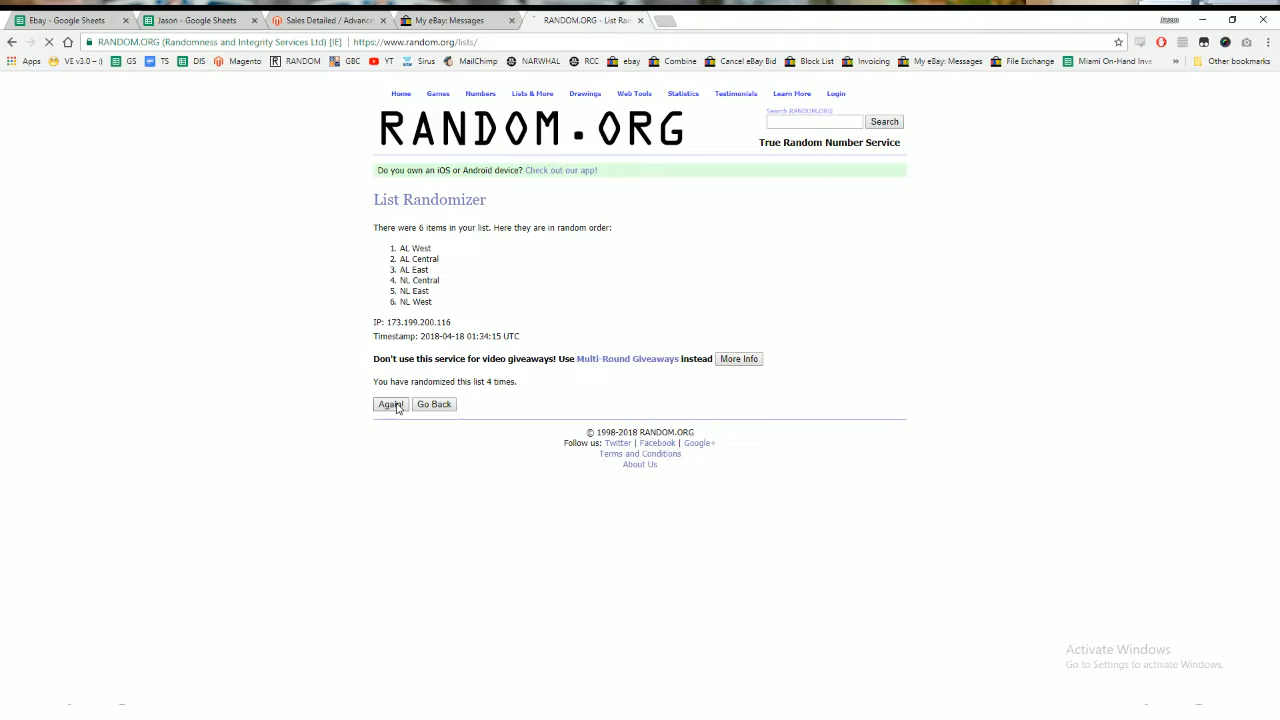 Ebay - Google Sheets
Jason - Google Sheets
Sales Detailed / Advance
My eBay: Messages
RANDOM.ORG - List Ran
RANDOM.ORG (Randomness and Integrity Services Ltd) [IE] | https://www.random.org/lists/
Apps VE v3.0 – :) GS TS DIS Magento RANDOM GBC YT Sirus MailChimp NARWHAL RCC ebay Combine Cancel eBay Bid Block List Invoicing My eBay: Messages File Exchange Miami On-Hand Inve » Other bookmarks
Home Games Numbers Lists & More Drawings Web Tools Statistics Testimonials Learn More Login
RANDOM.ORG
Search RANDOM.ORG
Search
True Random Number Service
Do you own an iOS or Android device? Check out our app!
List Randomizer
There were 6 items in your list. Here they are in random order:
1. AL West
2. AL Central
3. AL East
4. NL Central
5. NL East
6. NL West
IP: 173.199.200.116
Timestamp: 2018-04-18 01:34:15 UTC
Don't use this service for video giveaways! Use Multi-Round Giveaways instead More Info
You have randomized this list 4 times.
Again! Go Back
© 1998-2018 RANDOM.ORG
Follow us: Twitter | Facebook | Google+
Terms and Conditions
About Us
Activate Windows
Go to Settings to activate Windows.